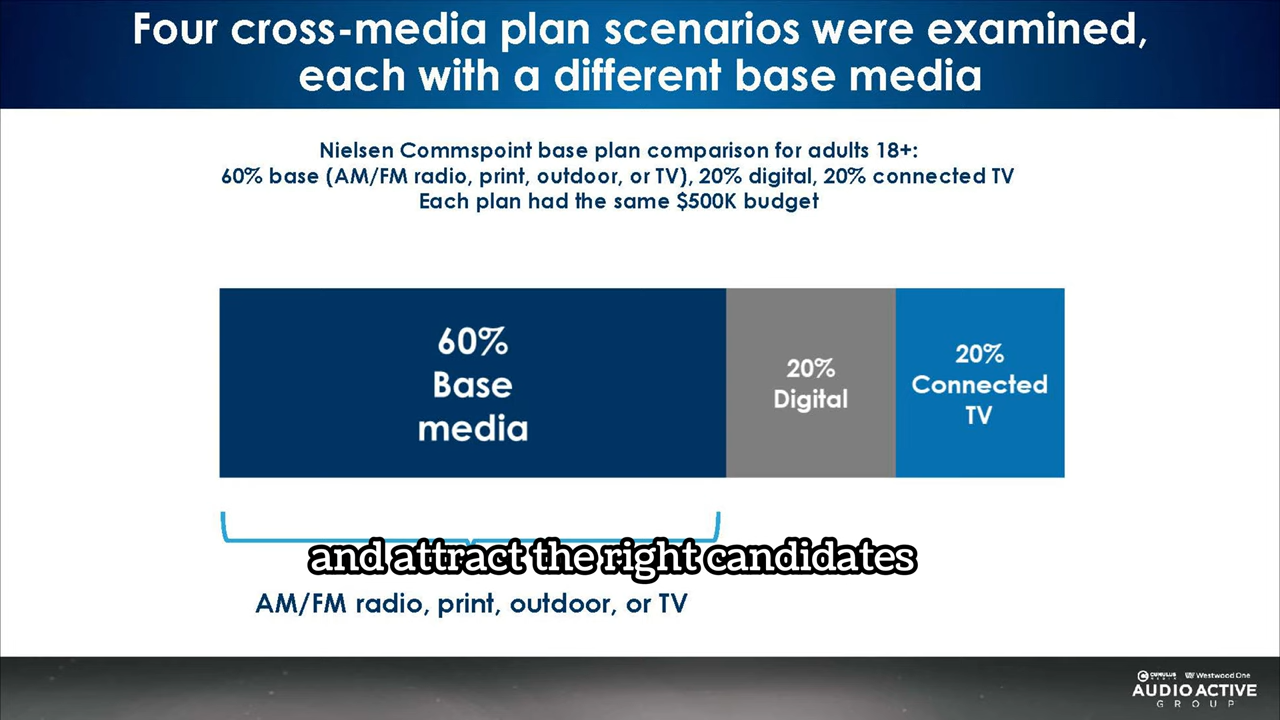 Four cross-media plan scenarios were examined,
each with a different base media
Nielsen Commspoint base plan comparison for adults 18+:
60% base (AM/FM radio, print, outdoor, or TV), 20% digital, 20% connected TV
Each plan had the same $500K budget
60%
Base
media
20%
Digital
20%
Connected
TV
and attract the right candidates
AM/FM radio, print, outdoor, or TV
CUMULUS MEDIA Westwood One
AUDIO ACTIVE
GROUP